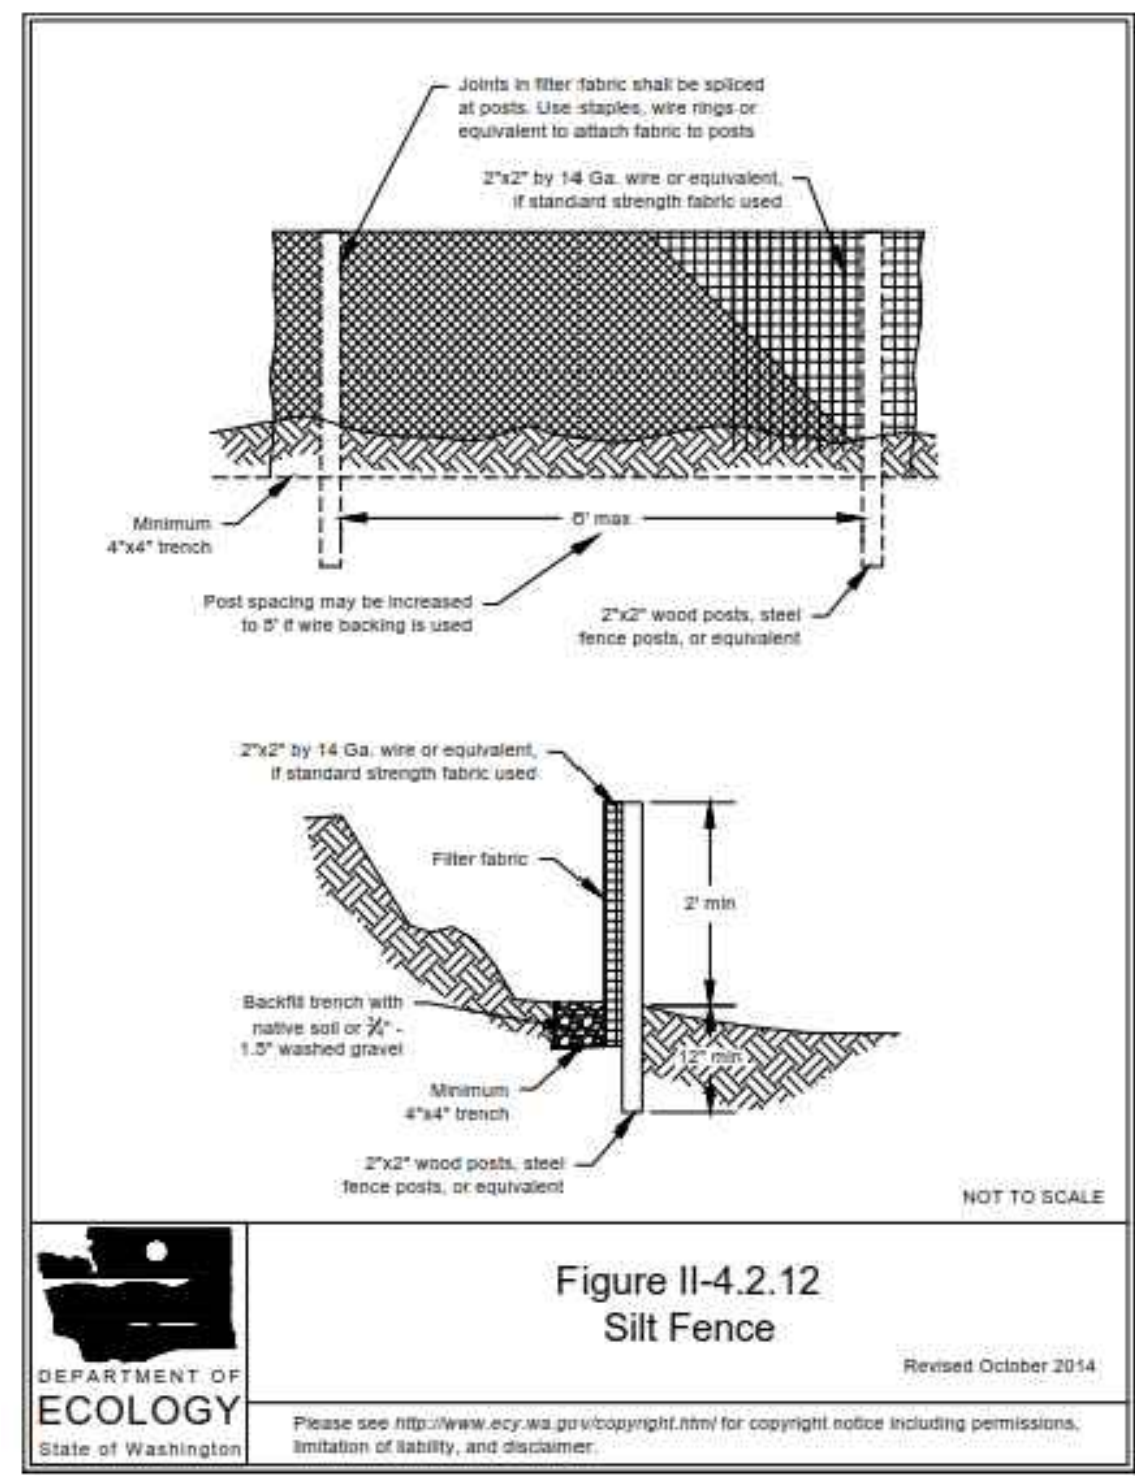 Joints in filter fabric shall be spliced
at posts. Use staples, wire rings or
equivalent to attach fabric to posts
2"x2" by 14 Ga. wire or equivalent,
if standard strength fabric used
Minimum
4"x4" trench
6' max
Post spacing may be increased
to 8' if wire backing is used
2"x2" wood posts, steel
fence posts, or equivalent
2"x2" by 14 Ga. wire or equivalent,
if standard strength fabric used
Filter fabric
2' min
Backfill trench with
native soil or ¾" -
1.5" washed gravel
12" min
Minimum
4"x4" trench
2"x2" wood posts, steel
fence posts, or equivalent
NOT TO SCALE
Figure II-4.2.12
Silt Fence
Revised October 2014
DEPARTMENT OF
ECOLOGY
State of Washington
Please see http://www.ecy.wa.gov/copyright.html for copyright notice including permissions,
limitation of liability, and disclaimer.